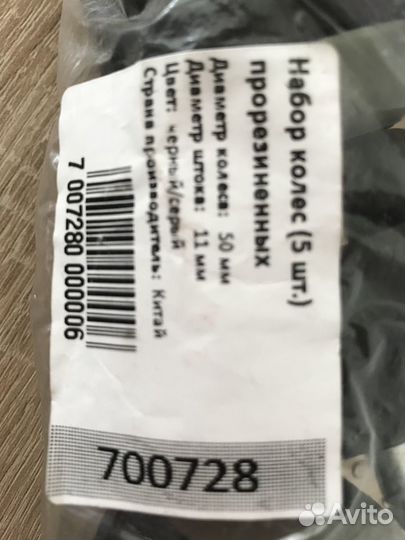 Набор колес (5 шт.)
прорезиненных
Диаметр колеса: 50 мм
Диаметр штока: 11 мм
Цвет: черный/серый
Страна производитель: Китай
7 007280 000006
700728
Avito